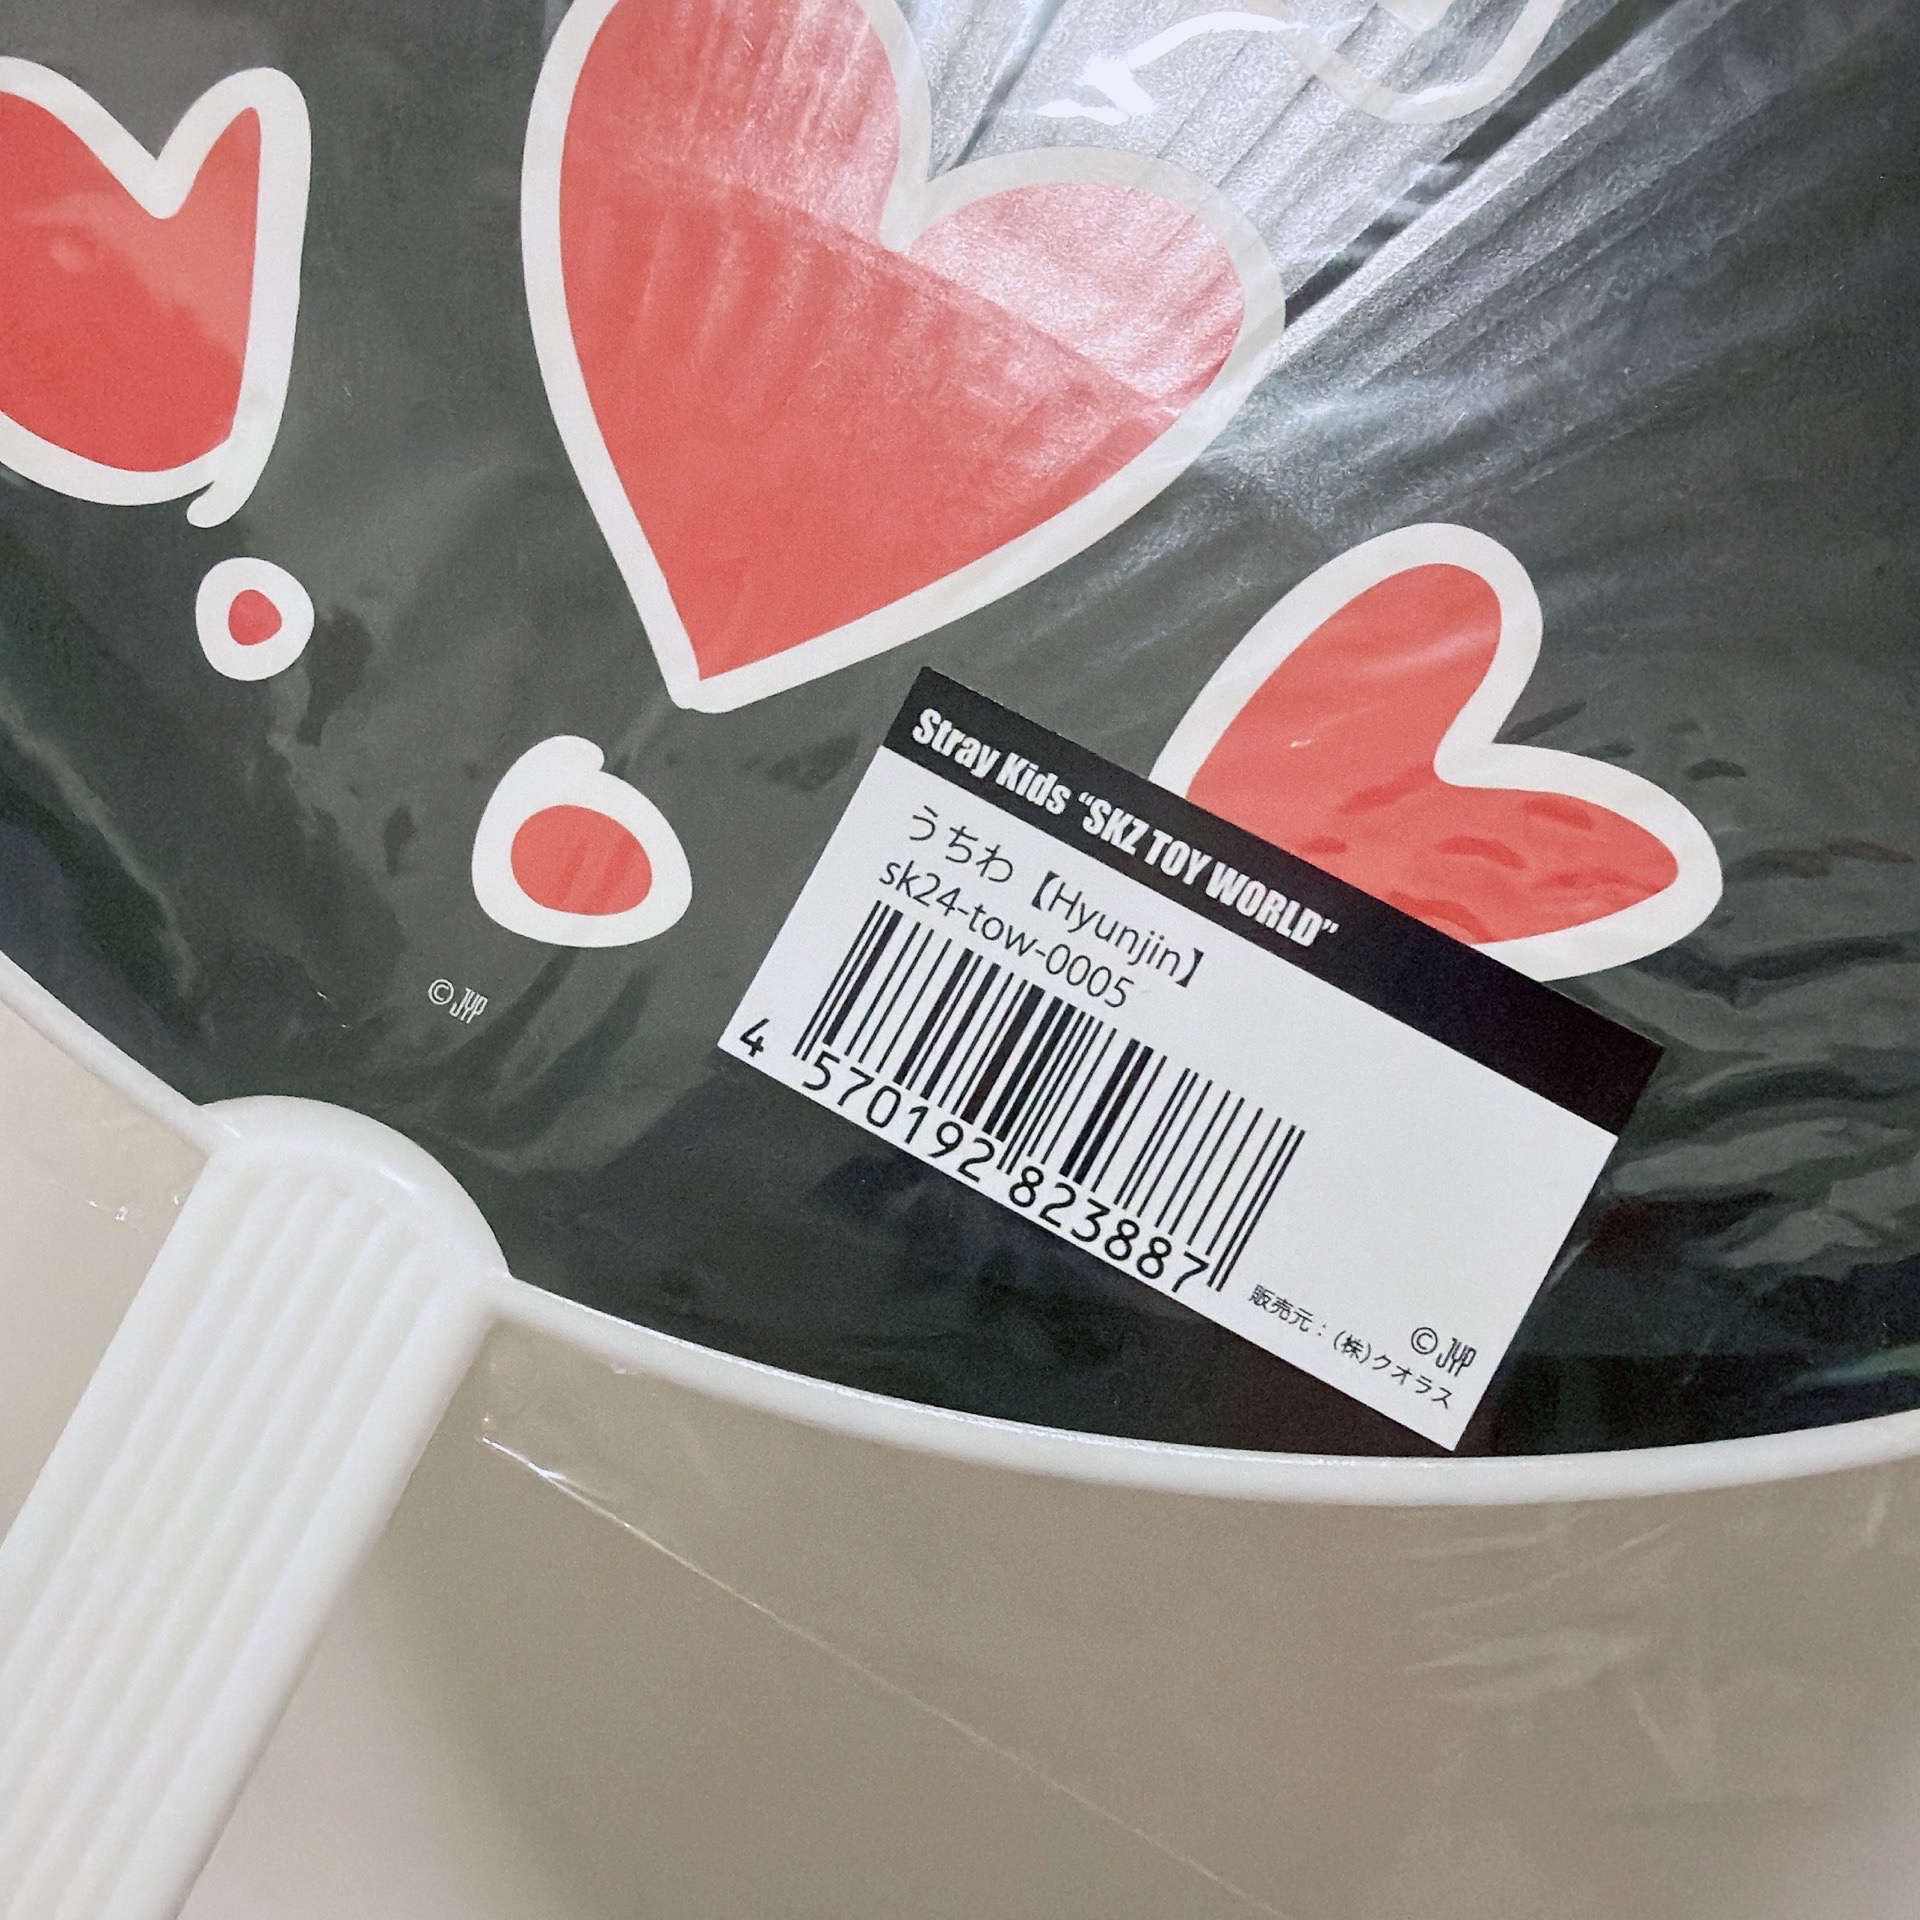 Stray Kids “SKZ TOY WORLD”
うちわ【Hyunjin】
sk24-tow-0005
4 570192 823887
© JYP
販売元：(株)クオラス
© JYP